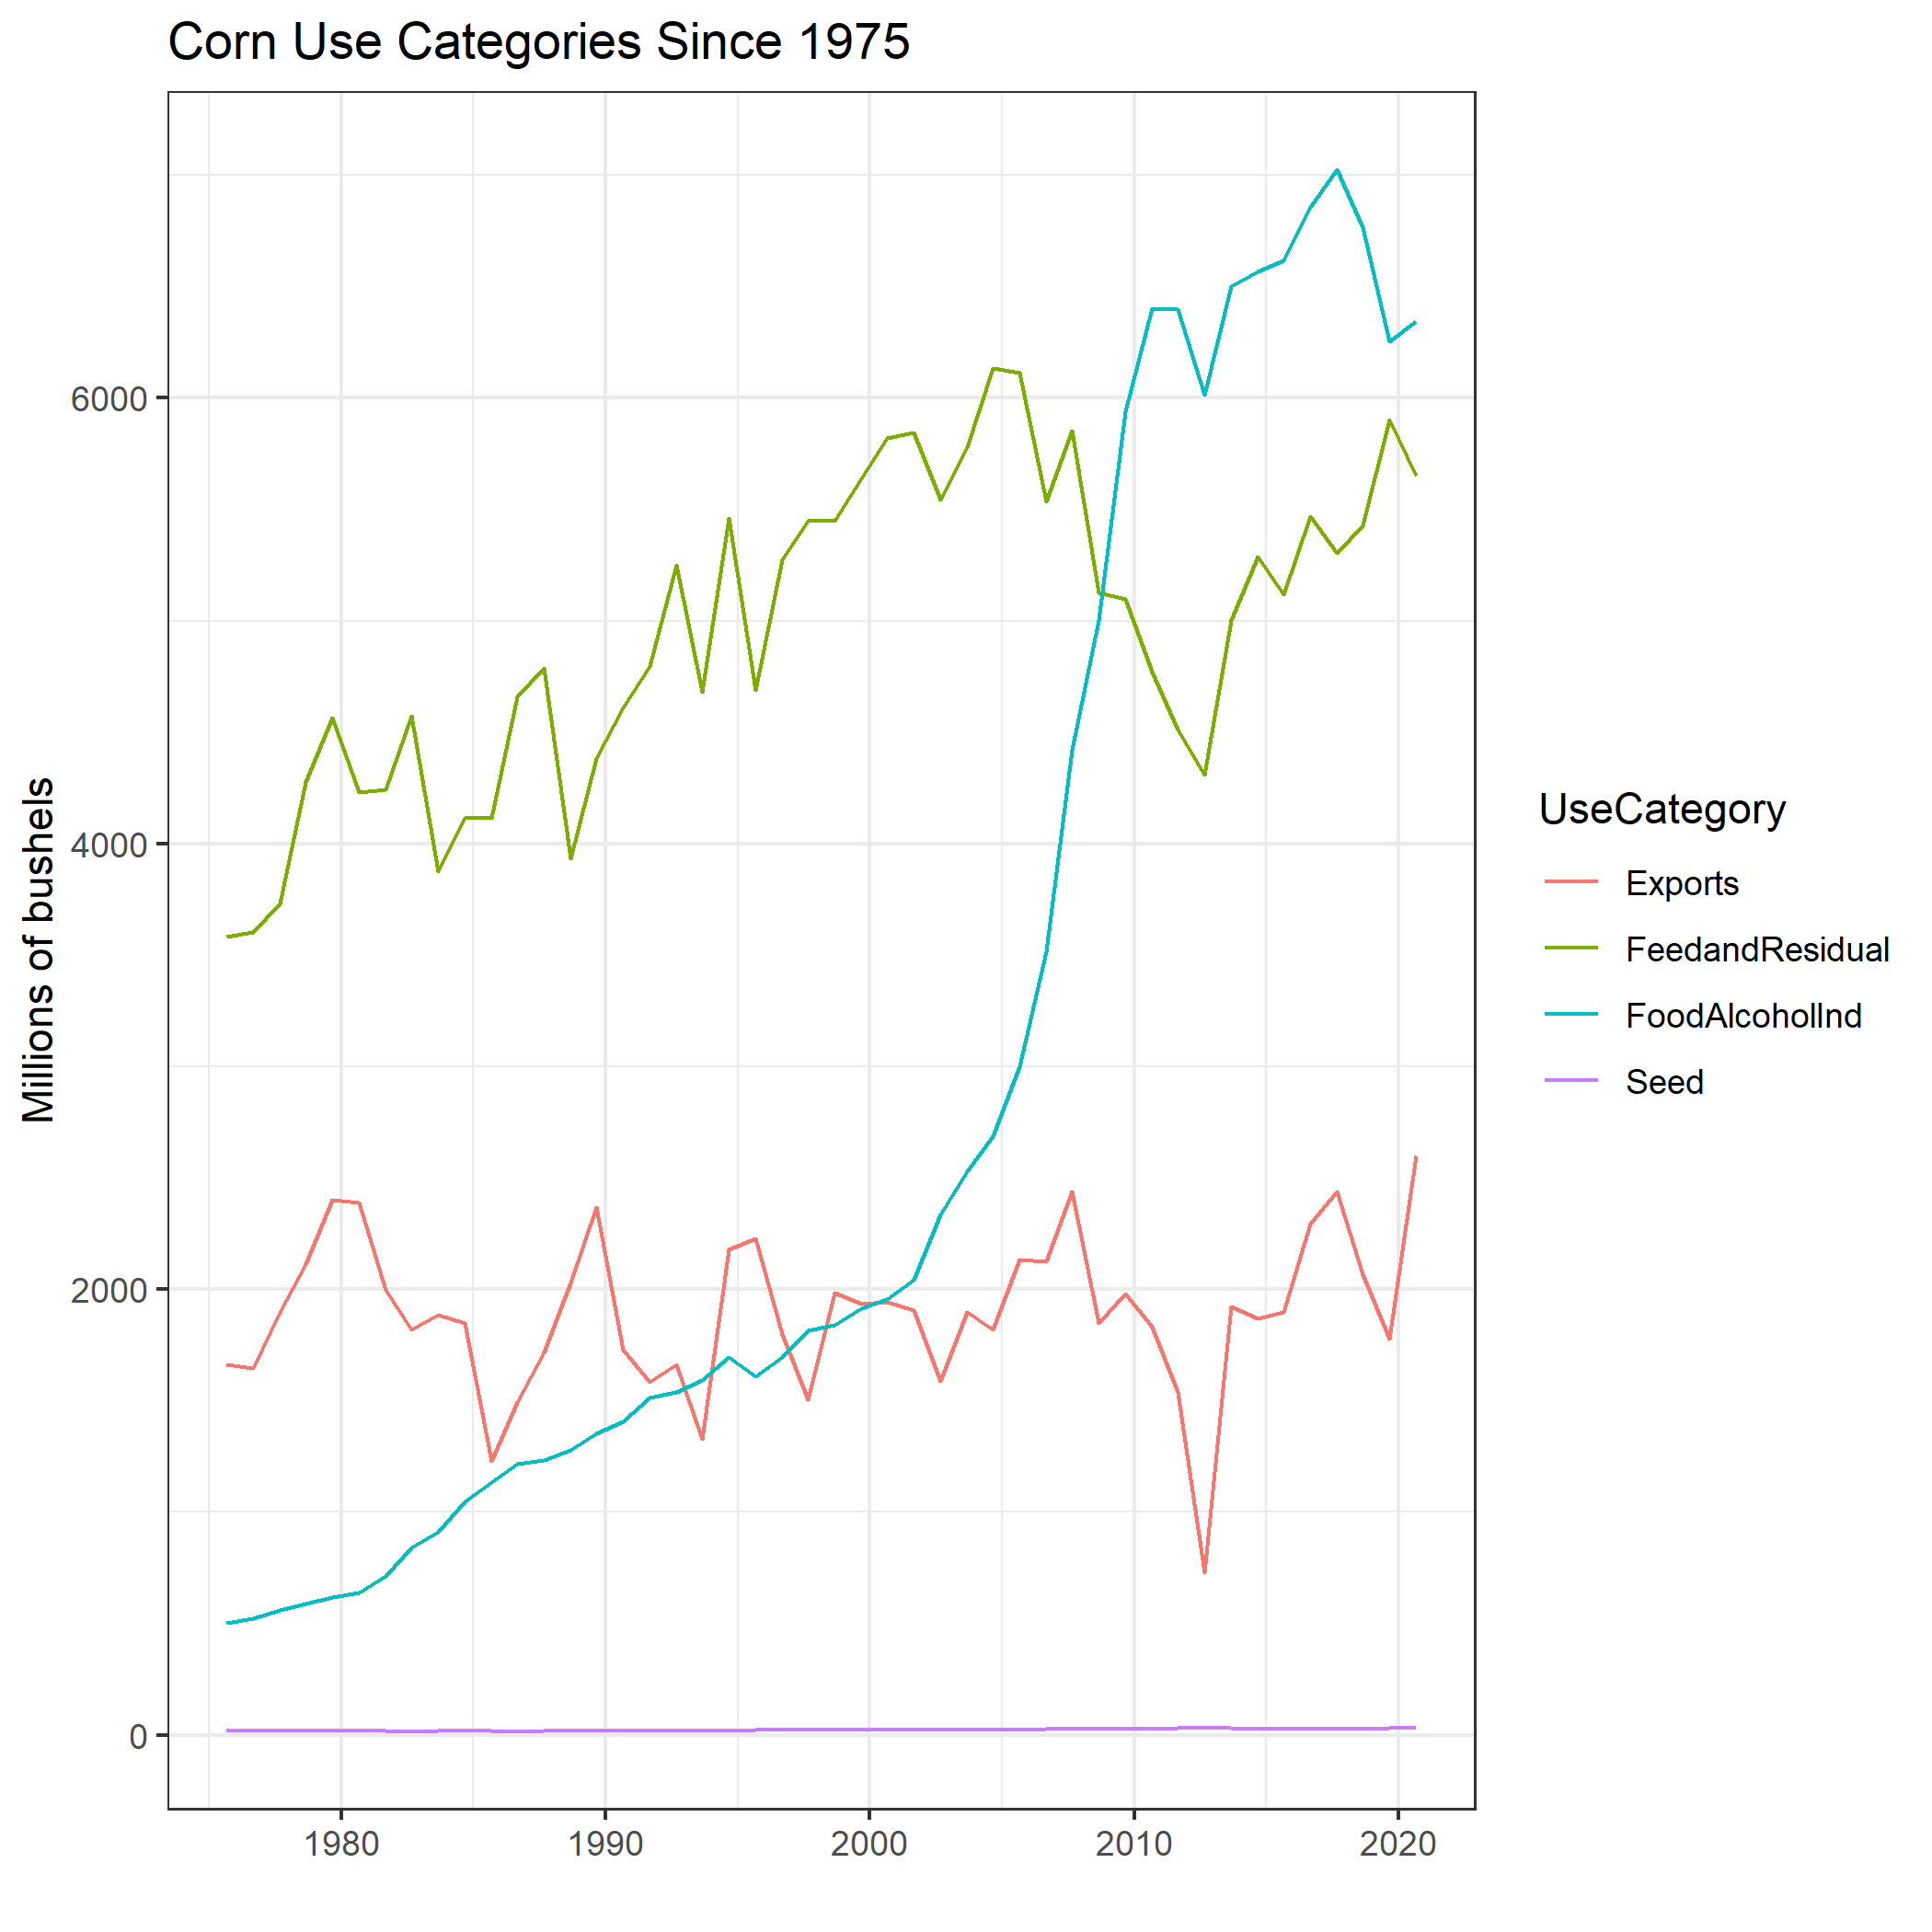 Corn Use Categories Since 1975
Millions of bushels
6000
4000
2000
0
1980 1990 2000 2010 2020
UseCategory
Exports
FeedandResidual
FoodAlcoholInd
Seed